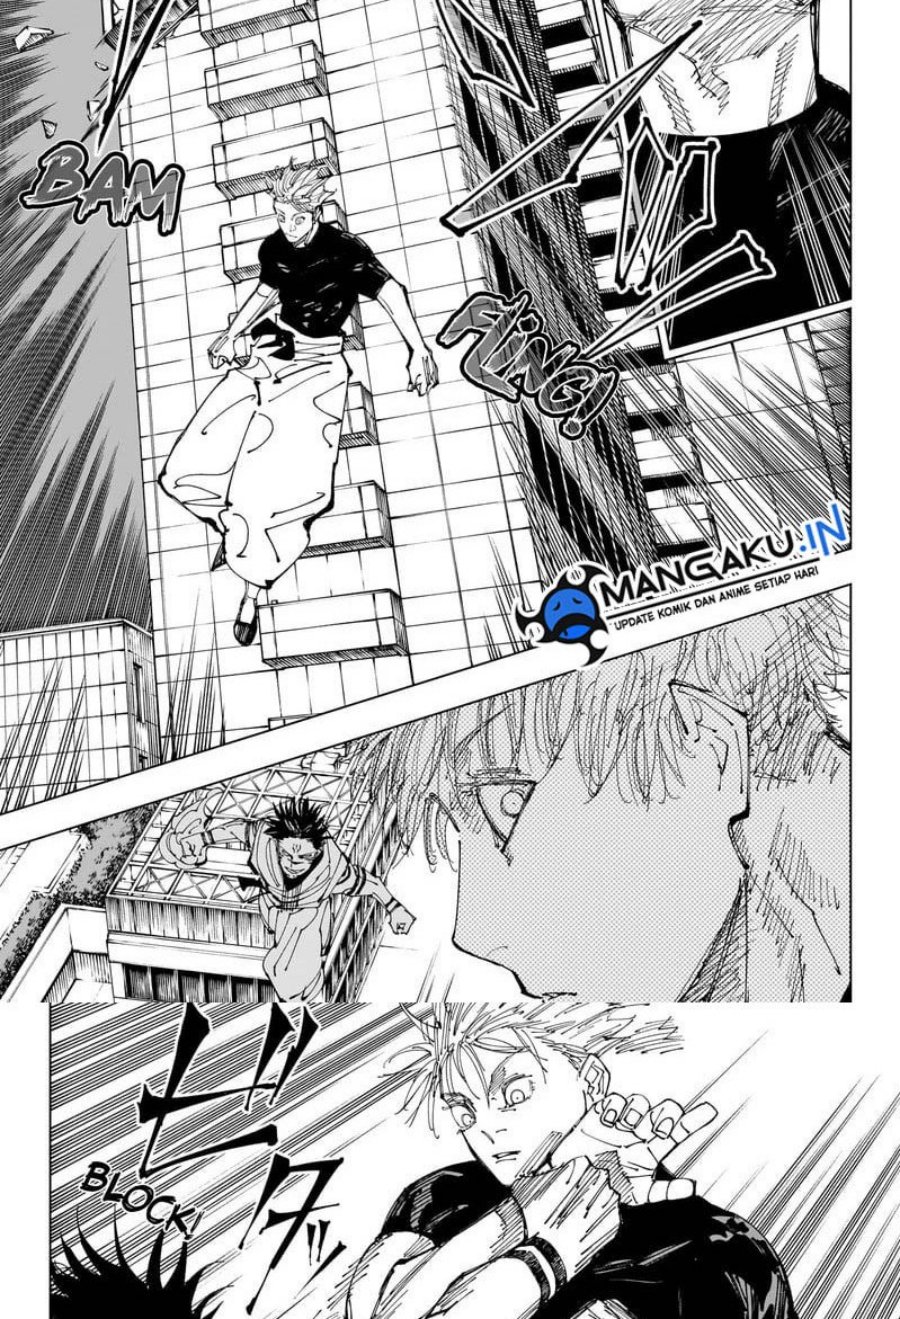 BAM
FLING!
MANGAKU.IN
UPDATE KOMIK DAN ANIME SETIAP HARI
ビタッ
BLOCK!